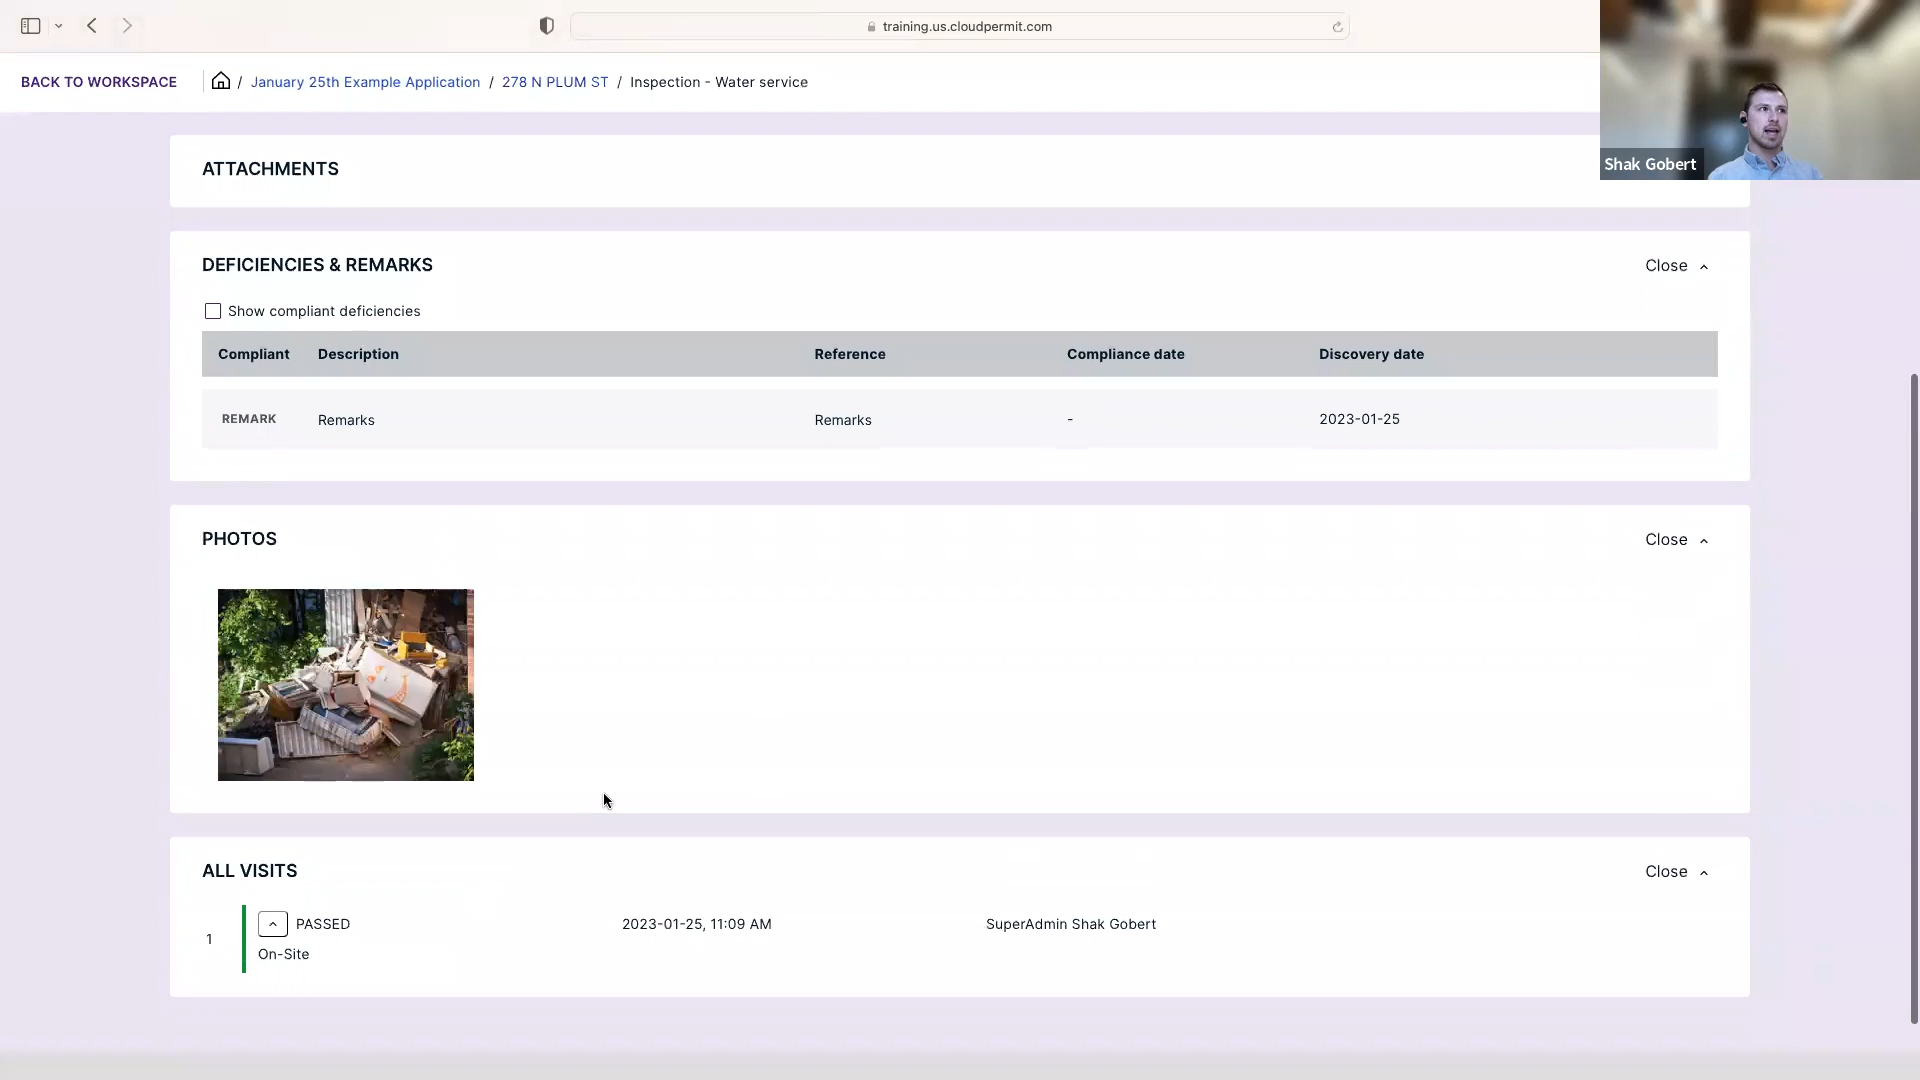 training.us.cloudpermit.com
BACK TO WORKSPACE / January 25th Example Application / 278 N PLUM ST / Inspection - Water service
Shak Gobert
ATTACHMENTS
DEFICIENCIES & REMARKS Close
Show compliant deficiencies
Compliant Description Reference Compliance date Discovery date
REMARK Remarks Remarks - 2023-01-25
PHOTOS Close
ALL VISITS Close
PASSED 2023-01-25, 11:09 AM SuperAdmin Shak Gobert
1
On-Site